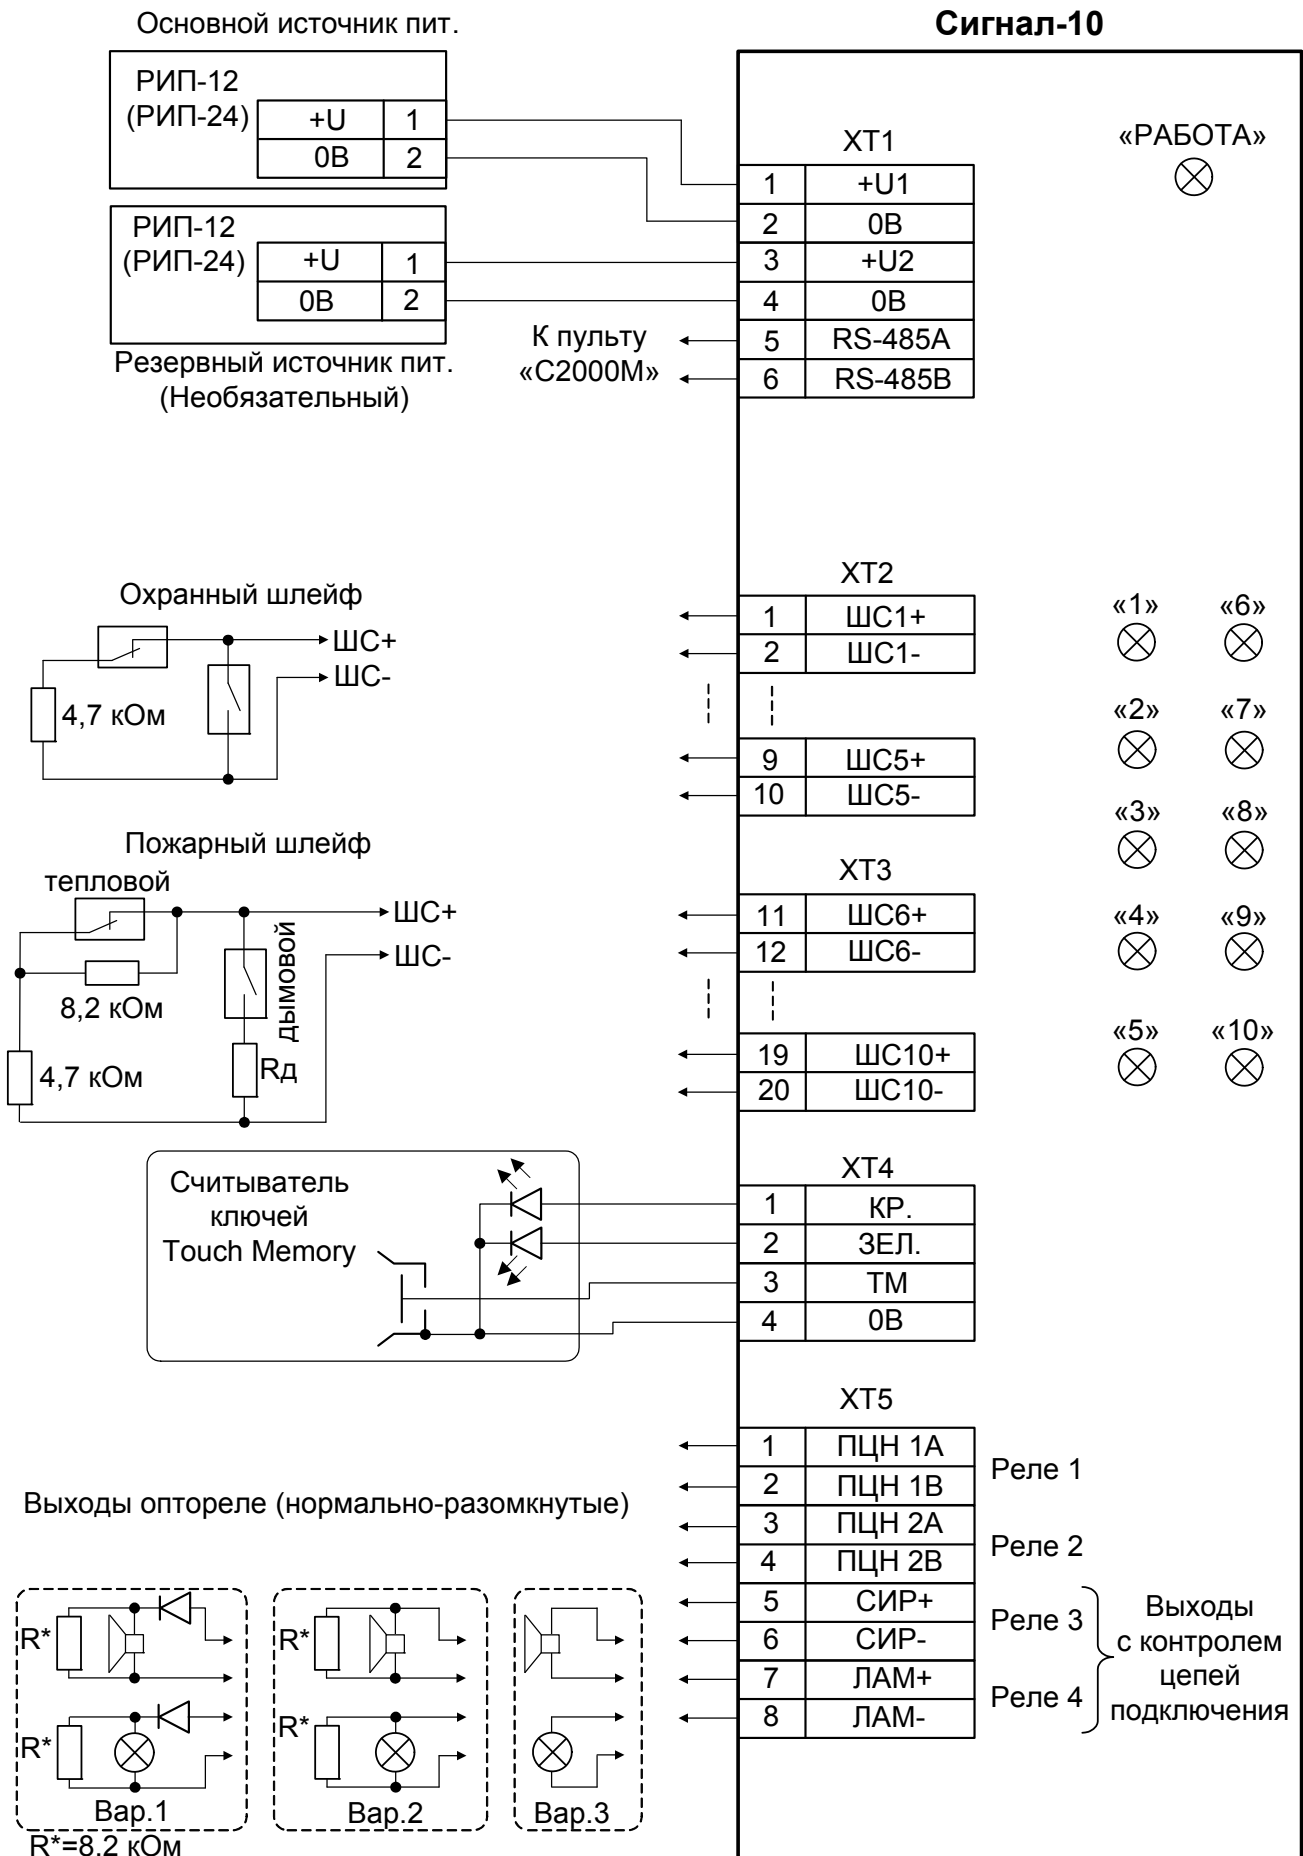 Основной источник пит.
Сигнал-10
РИП-12
(РИП-24)
+U 1
0В 2
РИП-12
(РИП-24)
+U 1
0В 2
Резервный источник пит.
(Необязательный)
К пульту
«С2000М»
ХТ1
1 +U1
2 0В
3 +U2
4 0В
5 RS-485A
6 RS-485B
«РАБОТА»
Охранный шлейф
ШС+
ШС-
4,7 кОм
ХТ2
1 ШС1+
2 ШС1-
9 ШС5+
10 ШС5-
«1» «6»
«2» «7»
«3» «8»
«4» «9»
«5» «10»
Пожарный шлейф
тепловой
ШС+
ШС-
дымовой
8,2 кОм
4,7 кОм
Rд
ХТ3
11 ШС6+
12 ШС6-
19 ШС10+
20 ШС10-
Считыватель
ключей
Touch Memory
ХТ4
1 КР.
2 ЗЕЛ.
3 ТМ
4 0В
ХТ5
1 ПЦН 1А
2 ПЦН 1В
3 ПЦН 2А
4 ПЦН 2В
5 СИР+
6 СИР-
7 ЛАМ+
8 ЛАМ-
Реле 1
Реле 2
Реле 3
Реле 4
Выходы
с контролем
цепей
подключения
Выходы оптореле (нормально-разомкнутые)
R*
R*
Вар.1
R*
R*
Вар.2
Вар.3
R*=8,2 кОм